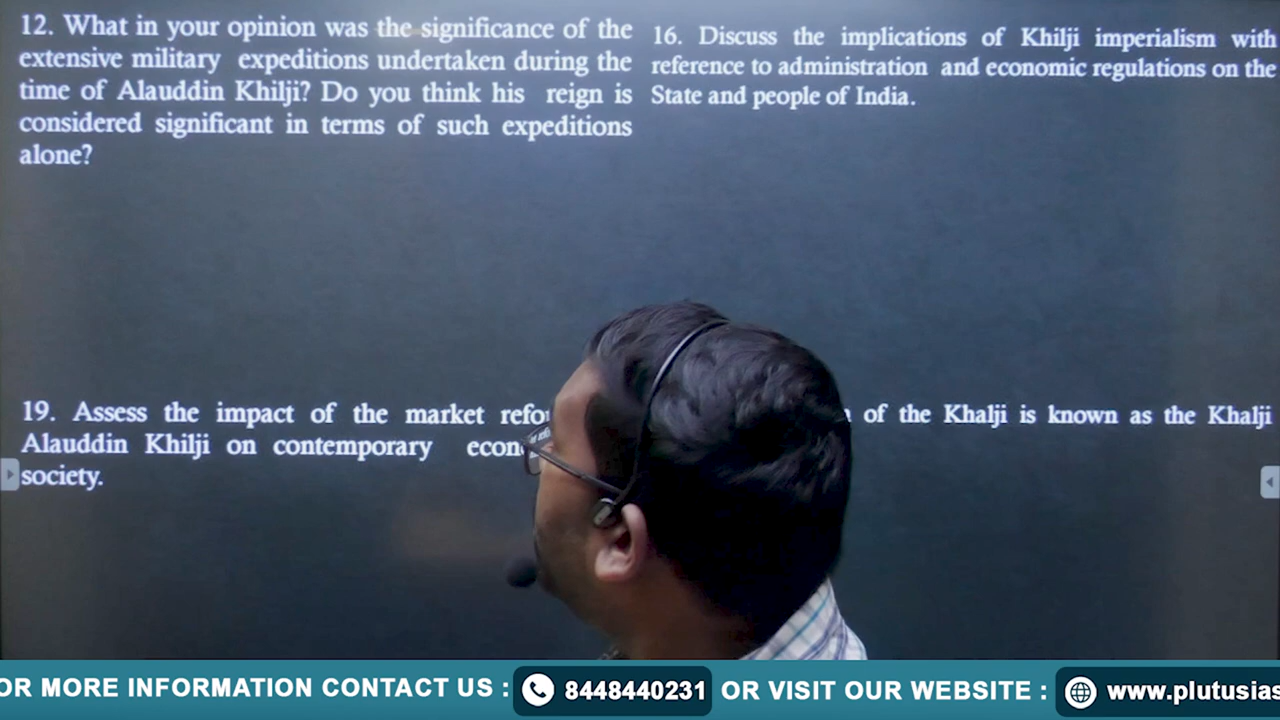 12. What in your opinion was the significance of the
extensive military expeditions undertaken during the
time of Alauddin Khilji? Do you think his reign is
considered significant in terms of such expeditions
alone?
16. Discuss the implications of Khilji imperialism with
reference to administration and economic regulations on the
State and people of India.
19. Assess the impact of the market
Alauddin Khilji on contemporary
society.
of the Khalji is known as the Khalji
OR MORE INFORMATION CONTACT US : 8448440231 OR VISIT OUR WEBSITE : www.plutusias